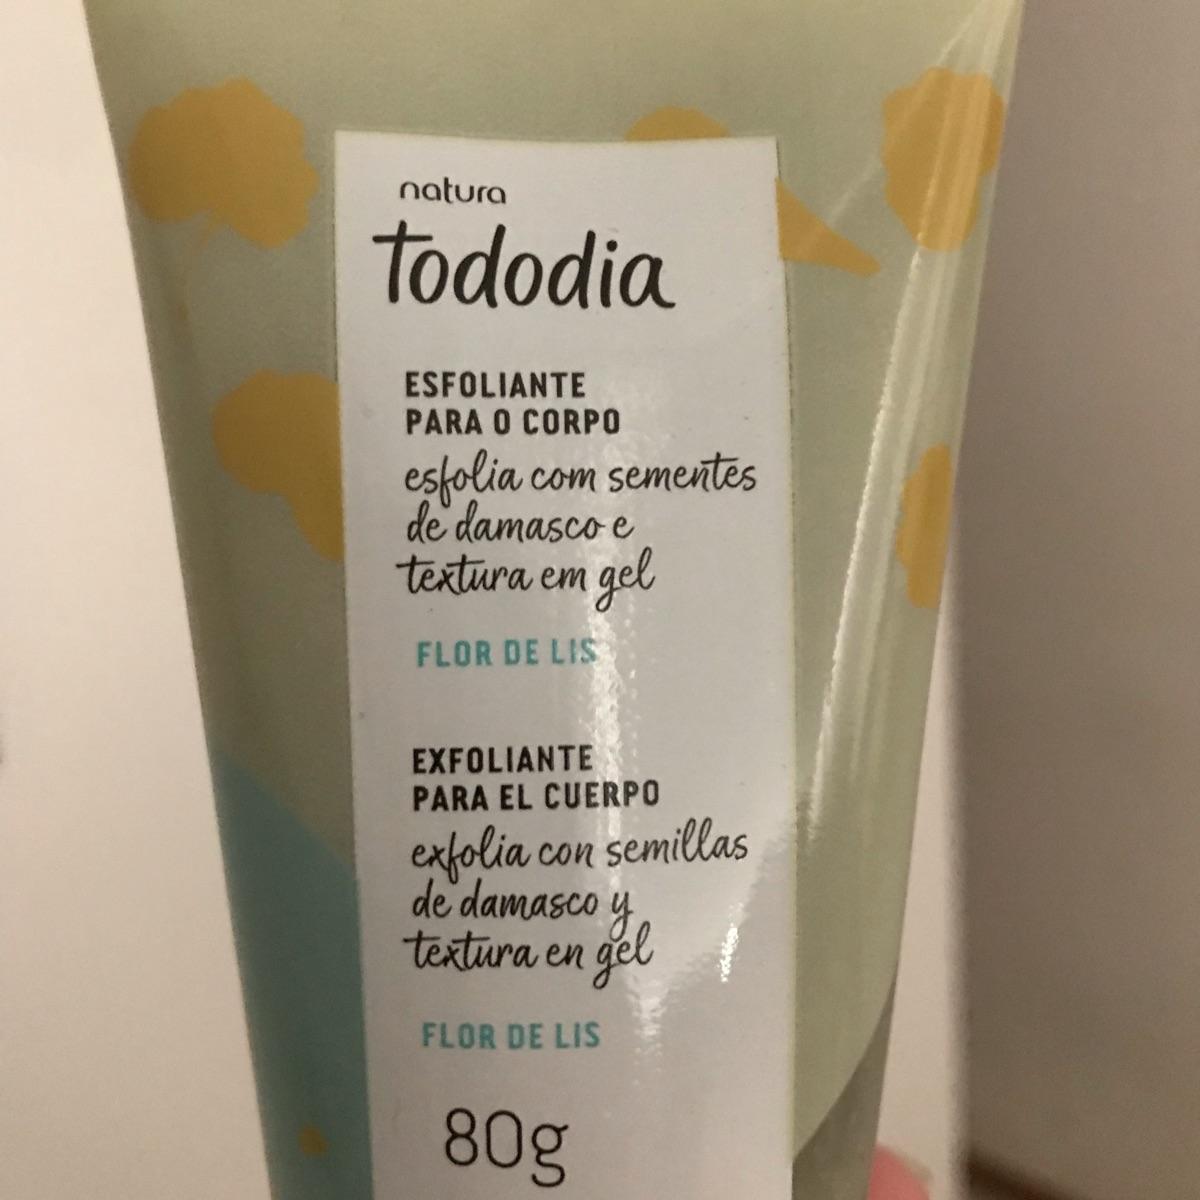 natura
Tododia
ESFOLIANTE
PARA O CORPO
esfolia com sementes
de damasco e
textura em gel
FLOR DE LIS
EXFOLIANTE
PARA EL CUERPO
exfolia con semillas
de damasco y
textura en gel
FLOR DE LIS
80g